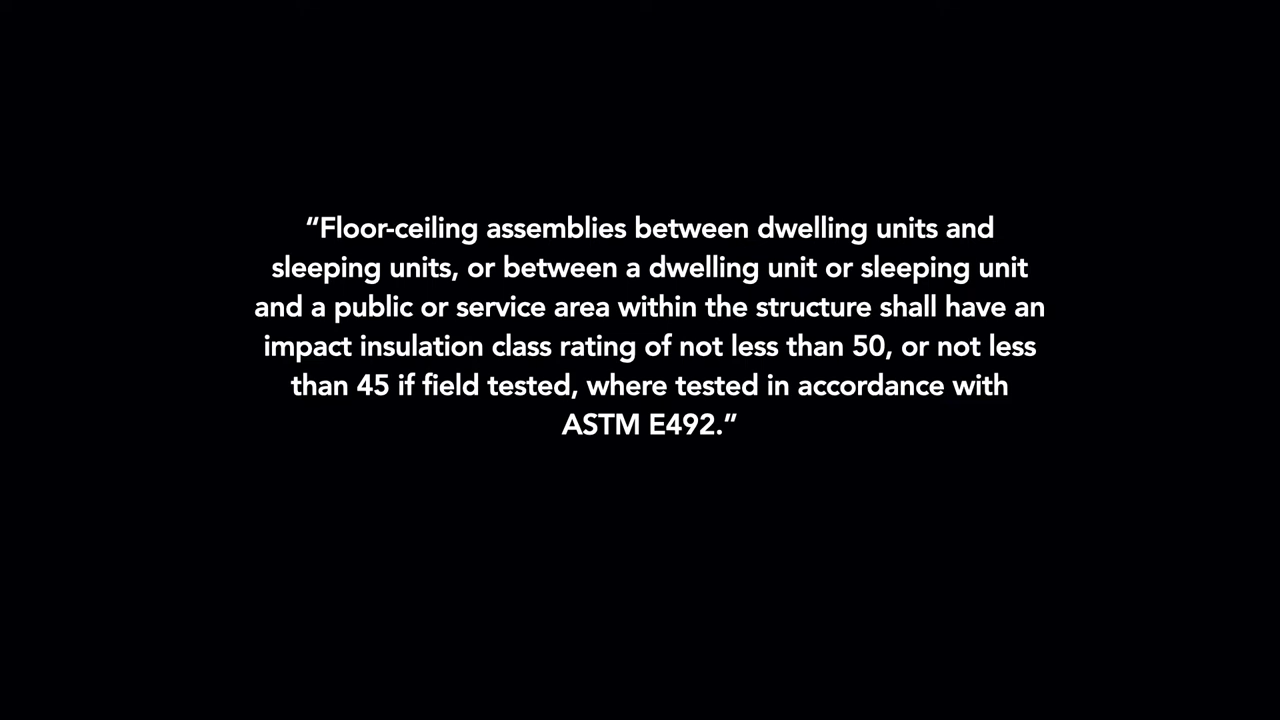 “Floor-ceiling assemblies between dwelling units and
sleeping units, or between a dwelling unit or sleeping unit
and a public or service area within the structure shall have an
impact insulation class rating of not less than 50, or not less
than 45 if field tested, where tested in accordance with
ASTM E492.”